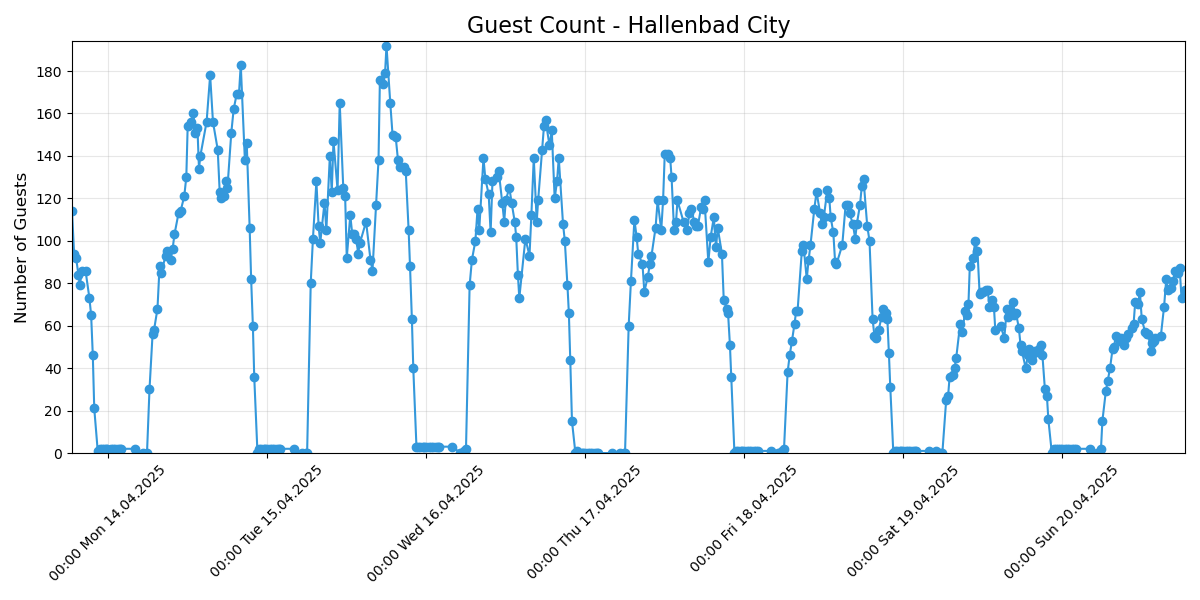 Guest Count - Hallenbad City
Number of Guests
180
160
140
120
100
80
60
40
20
0
00:00 Mon 14.04.2025
00:00 Tue 15.04.2025
00:00 Wed 16.04.2025
00:00 Thu 17.04.2025
00:00 Fri 18.04.2025
00:00 Sat 19.04.2025
00:00 Sun 20.04.2025